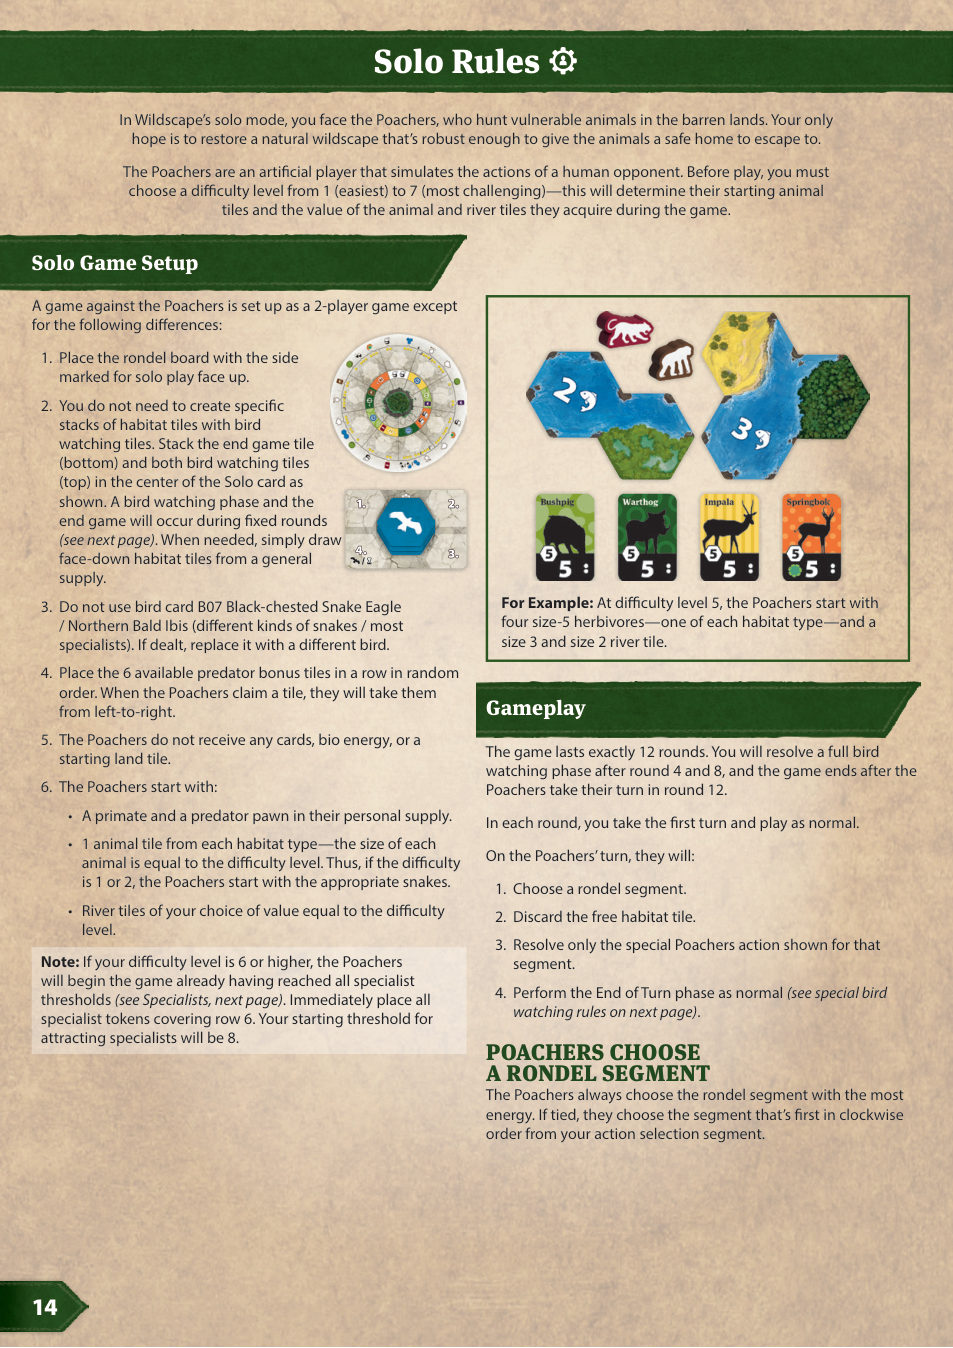 Solo Rules
In Wildscape's solo mode, you face the Poachers, who hunt vulnerable animals in the barren lands. Your only
hope is to restore a natural wildscape that's robust enough to give the animals a safe home to escape to.
The Poachers are an artificial player that simulates the actions of a human opponent. Before play, you must
choose a difficulty level from 1 (easiest) to 7 (most challenging)—this will determine their starting animal
tiles and the value of the animal and river tiles they acquire during the game.
Solo Game Setup
A game against the Poachers is set up as a 2-player game except
for the following differences:
1. Place the rondel board with the side
marked for solo play face up.
2. You do not need to create specific
stacks of habitat tiles with bird
watching tiles. Stack the end game tile
(bottom) and both bird watching tiles
(top) in the center of the Solo card as
shown. A bird watching phase and the
end game will occur during fixed rounds
(see next page). When needed, simply draw
face-down habitat tiles from a general
supply.
1. 2.
4. 3.
3. Do not use bird card B07 Black-chested Snake Eagle
/ Northern Bald Ibis (different kinds of snakes / most
specialists). If dealt, replace it with a different bird.
4. Place the 6 available predator bonus tiles in a row in random
order. When the Poachers claim a tile, they will take them
from left-to-right.
5. The Poachers do not receive any cards, bio energy, or a
starting land tile.
6. The Poachers start with:
• A primate and a predator pawn in their personal supply.
• 1 animal tile from each habitat type—the size of each
animal is equal to the difficulty level. Thus, if the difficulty
is 1 or 2, the Poachers start with the appropriate snakes.
• River tiles of your choice of value equal to the difficulty
level.
Note: If your difficulty level is 6 or higher, the Poachers
will begin the game already having reached all specialist
thresholds (see Specialists, next page). Immediately place all
specialist tokens covering row 6. Your starting threshold for
attracting specialists will be 8.
2
3
Bushpig Warthog Impala Springbok
5 5 5 5
5 : 5 : 5 : 5 :
For Example: At difficulty level 5, the Poachers start with
four size-5 herbivores—one of each habitat type—and a
size 3 and size 2 river tile.
Gameplay
The game lasts exactly 12 rounds. You will resolve a full bird
watching phase after round 4 and 8, and the game ends after the
Poachers take their turn in round 12.
In each round, you take the first turn and play as normal.
On the Poachers' turn, they will:
1. Choose a rondel segment.
2. Discard the free habitat tile.
3. Resolve only the special Poachers action shown for that
segment.
4. Perform the End of Turn phase as normal (see special bird
watching rules on next page).
POACHERS CHOOSE
A RONDEL SEGMENT
The Poachers always choose the rondel segment with the most
energy. If tied, they choose the segment that's first in clockwise
order from your action selection segment.
14